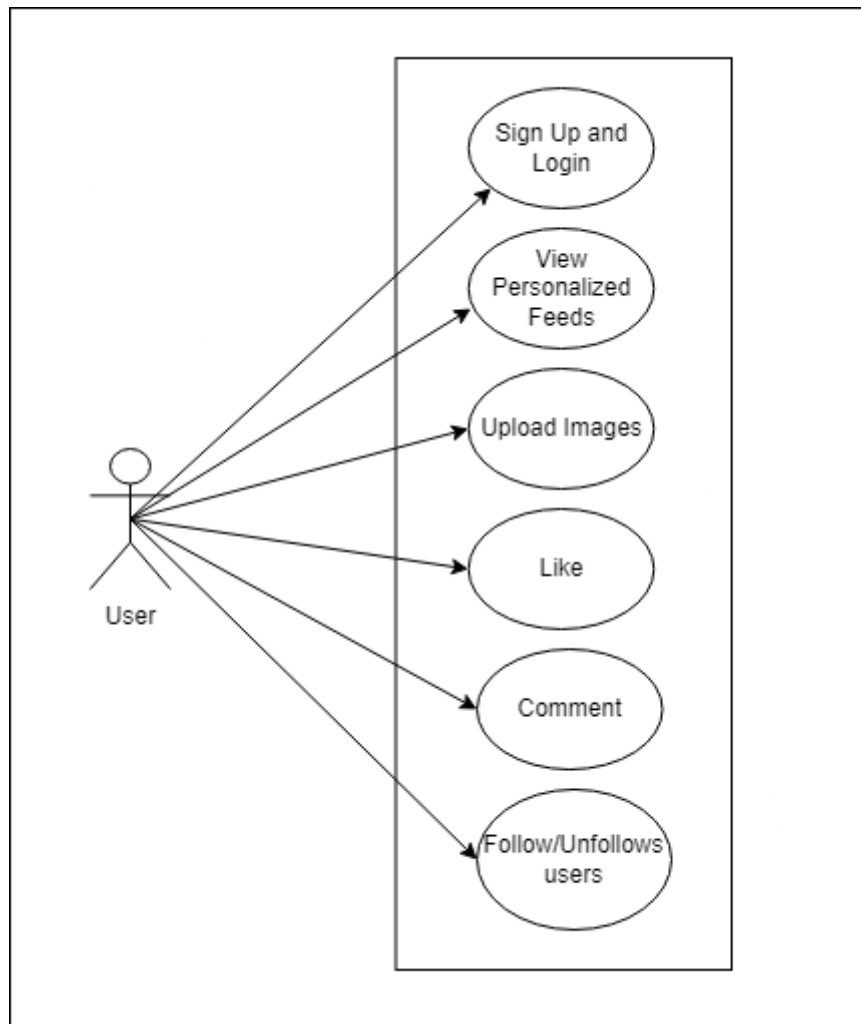 Sign Up and
Login
View
Personalized
Feeds
Upload Images
Like
User
Comment
Follow/Unfollows
users